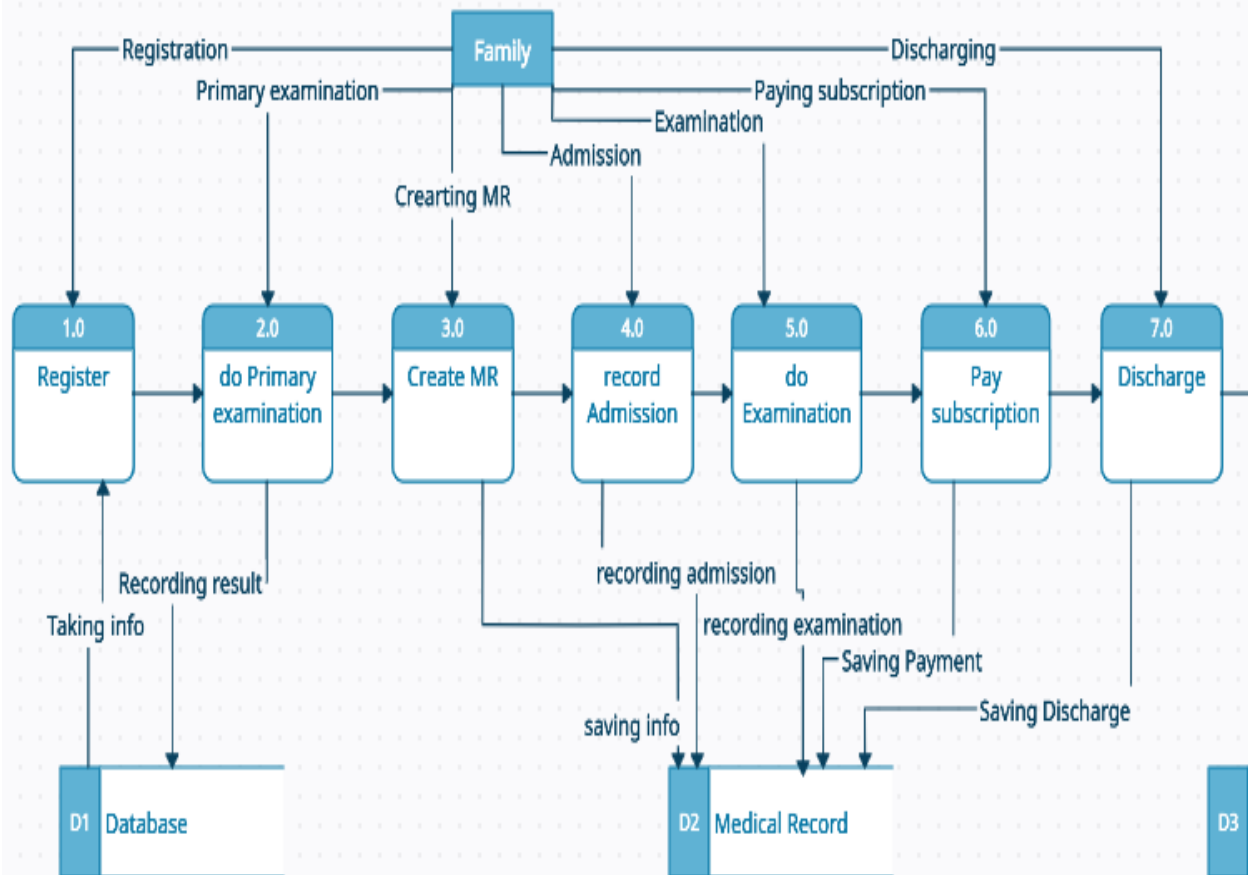 Family
Registration
Discharging
Primary examination
Paying subscription
Examination
Admission
Crearting MR
1.0
2.0
3.0
4.0
5.0
6.0
7.0
Register
do Primary
examination
Create MR
record
Admission
do
Examination
Pay
subscription
Discharge
Recording result
recording admission
Taking info
recording examination
Saving Payment
saving info
Saving Discharge
D1 Database
D2 Medical Record
D3